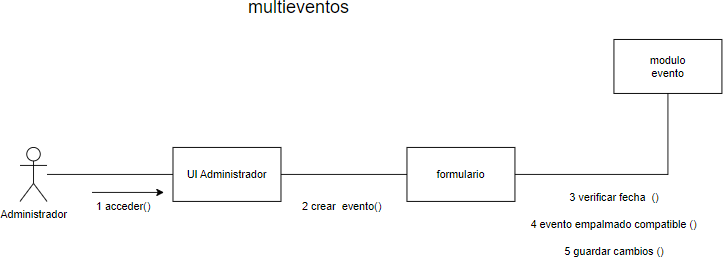 multieventos
modulo
evento
UI Administrador
formulario
Administrador
1 acceder()
2 crear evento()
3 verificar fecha ()
4 evento empalmado compatible ()
5 guardar cambios ()